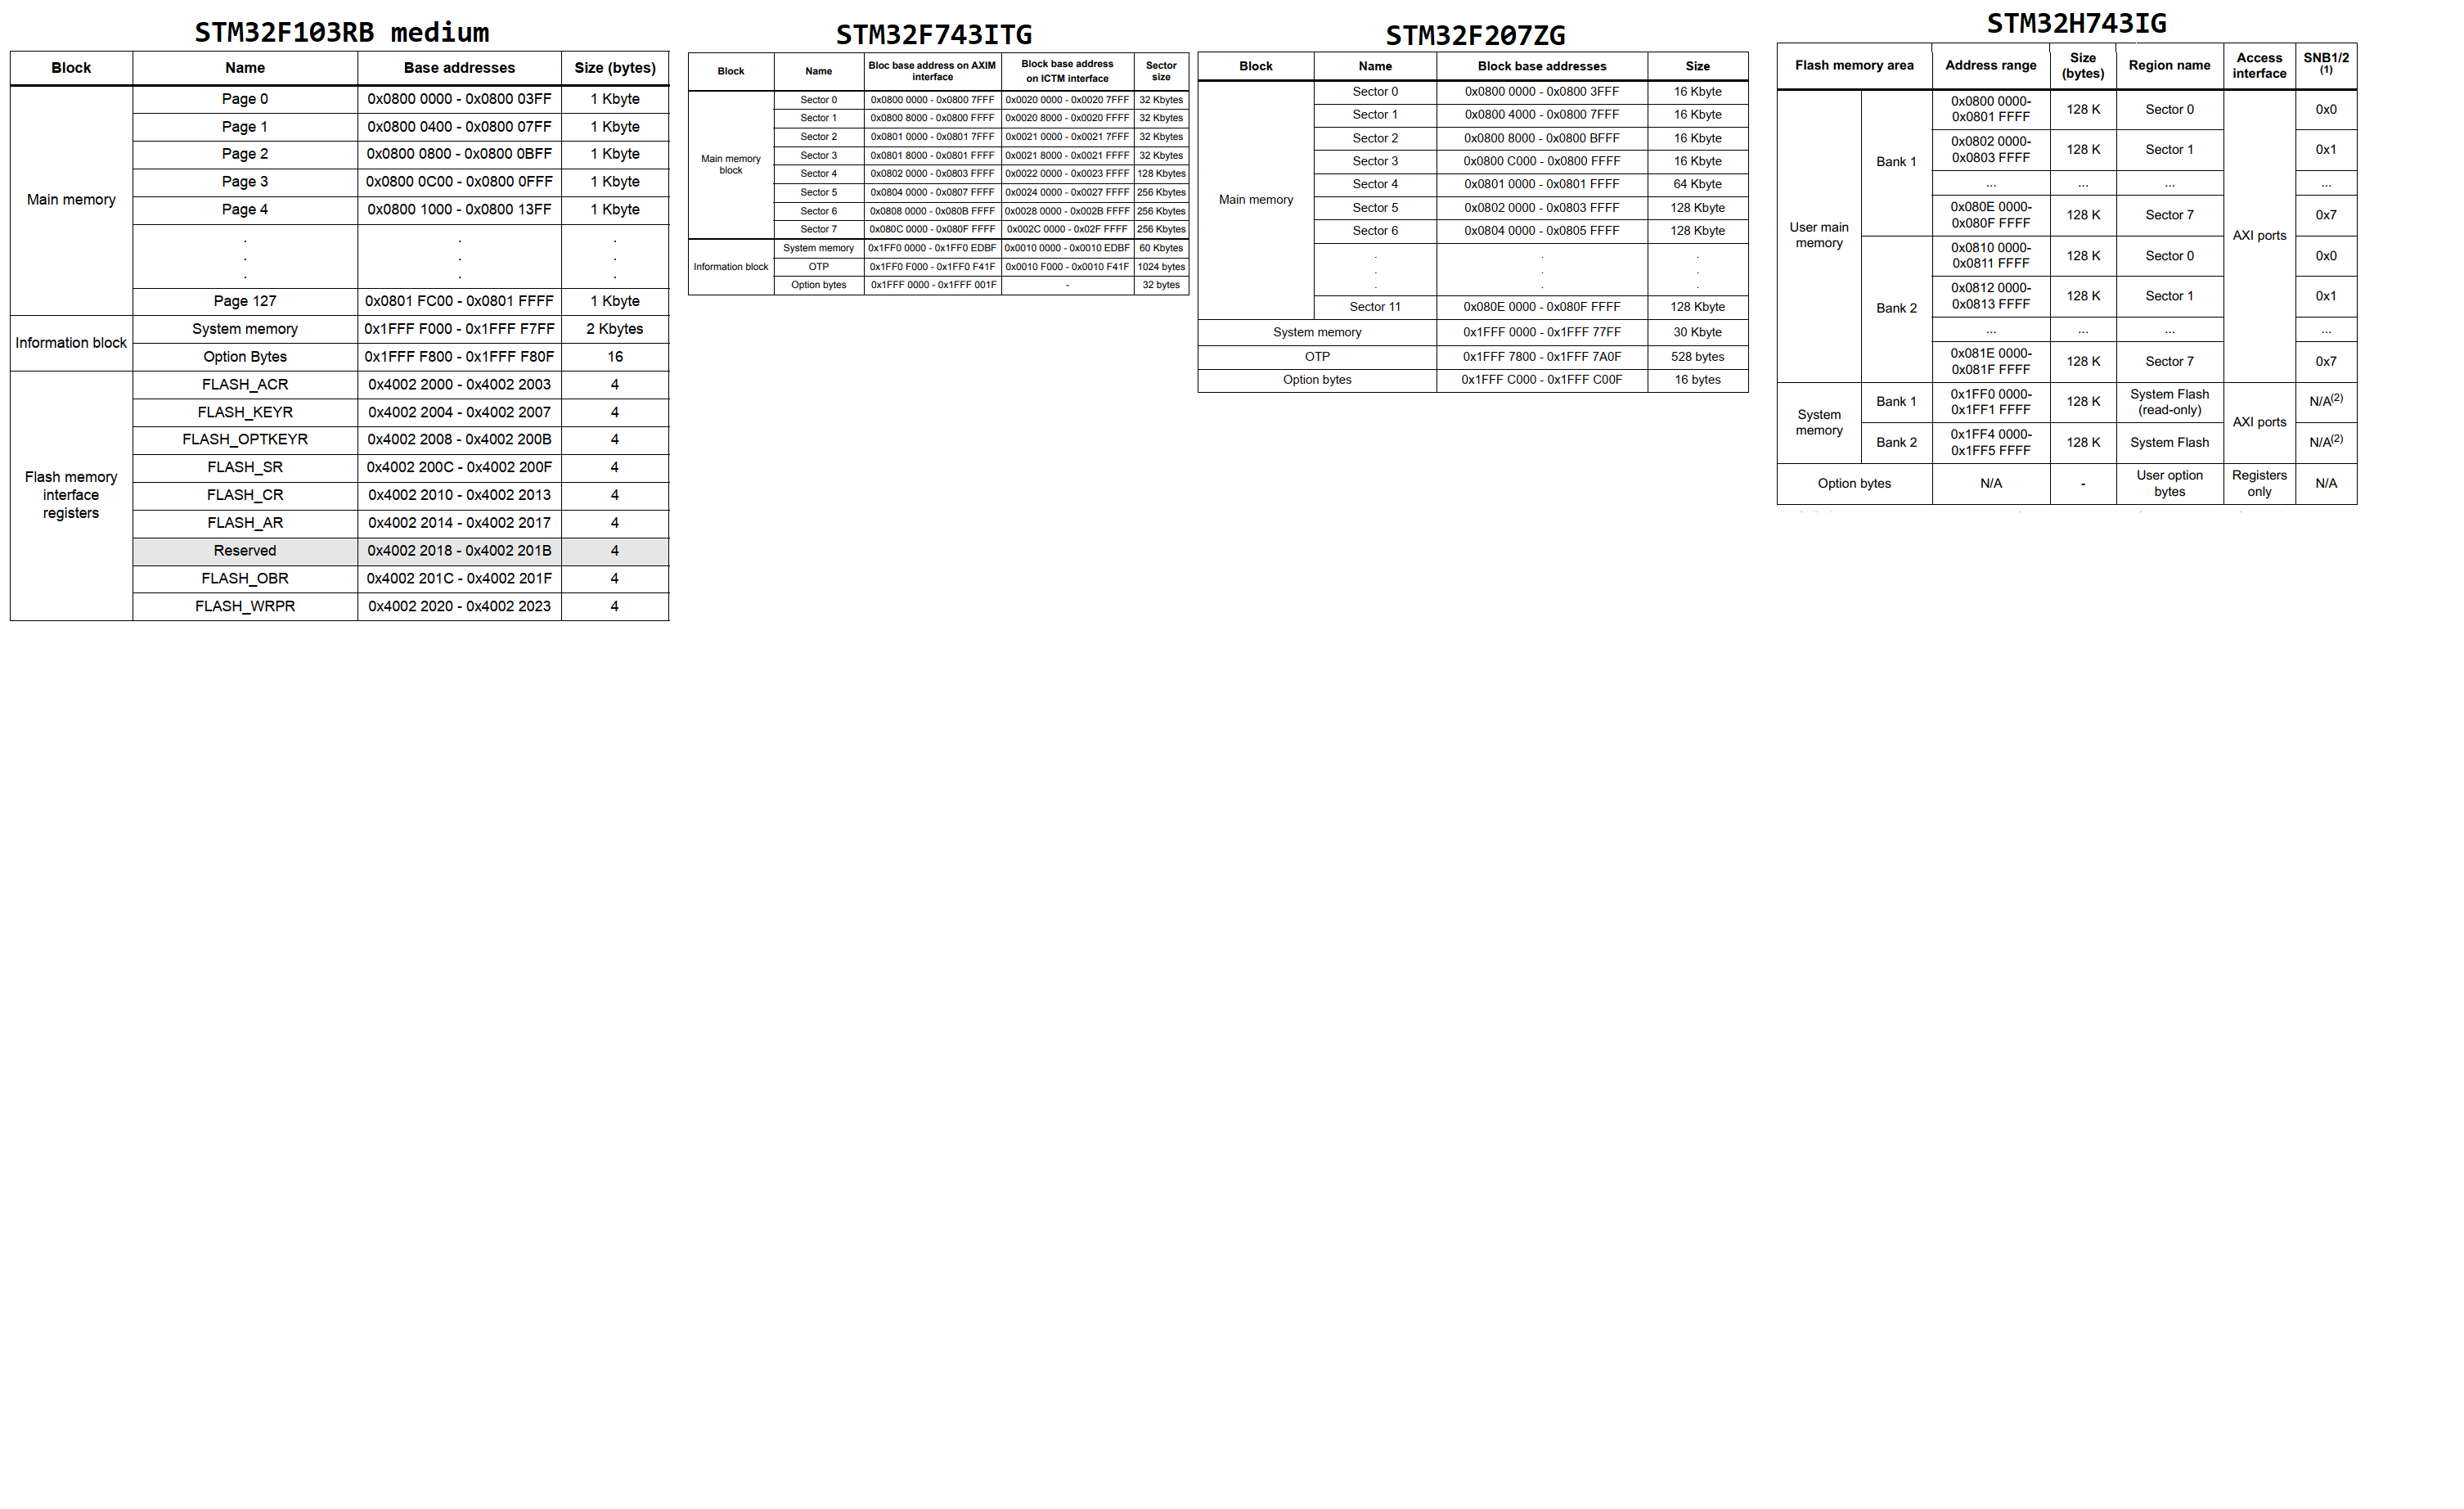 STM32F103RB medium
Block Name Base addresses Size (bytes)
Main memory
Page 0 0x0800 0000 - 0x0800 03FF 1 Kbyte
Page 1 0x0800 0400 - 0x0800 07FF 1 Kbyte
Page 2 0x0800 0800 - 0x0800 0BFF 1 Kbyte
Page 3 0x0800 0C00 - 0x0800 0FFF 1 Kbyte
Page 4 0x0800 1000 - 0x0800 13FF 1 Kbyte
. . .
. . .
. . .
Page 127 0x0801 FC00 - 0x0801 FFFF 1 Kbyte
Information block
System memory 0x1FFF F000 - 0x1FFF F7FF 2 Kbytes
Option Bytes 0x1FFF F800 - 0x1FFF F80F 16
Flash memory
interface
registers
FLASH_ACR 0x4002 2000 - 0x4002 2003 4
FLASH_KEYR 0x4002 2004 - 0x4002 2007 4
FLASH_OPTKEYR 0x4002 2008 - 0x4002 200B 4
FLASH_SR 0x4002 200C - 0x4002 200F 4
FLASH_CR 0x4002 2010 - 0x4002 2013 4
FLASH_AR 0x4002 2014 - 0x4002 2017 4
Reserved 0x4002 2018 - 0x4002 201B 4
FLASH_OBR 0x4002 201C - 0x4002 201F 4
FLASH_WRPR 0x4002 2020 - 0x4002 2023 4
STM32F743ITG
Block Name Bloc base address on AXIM interface Block base address on ICTM interface Sector size
Main memory
block
Sector 0 0x0800 0000 - 0x0800 7FFF 0x0020 0000 - 0x0020 7FFF 32 Kbytes
Sector 1 0x0800 8000 - 0x0800 FFFF 0x0020 8000 - 0x0020 FFFF 32 Kbytes
Sector 2 0x0801 0000 - 0x0801 7FFF 0x0021 0000 - 0x0021 7FFF 32 Kbytes
Sector 3 0x0801 8000 - 0x0801 FFFF 0x0021 8000 - 0x0021 FFFF 32 Kbytes
Sector 4 0x0802 0000 - 0x0803 FFFF 0x0022 0000 - 0x0023 FFFF 128 Kbytes
Sector 5 0x0804 0000 - 0x0807 FFFF 0x0024 0000 - 0x0027 FFFF 256 Kbytes
Sector 6 0x0808 0000 - 0x080B FFFF 0x0028 0000 - 0x002B FFFF 256 Kbytes
Sector 7 0x080C 0000 - 0x080F FFFF 0x002C 0000 - 0x02F FFFF 256 Kbytes
Information block
System memory 0x1FF0 0000 - 0x1FF0 EDBF 0x0010 0000 - 0x0010 EDBF 60 Kbytes
OTP 0x1FF0 F000 - 0x1FF0 F41F 0x0010 F000 - 0x0010 F41F 1024 bytes
Option bytes 0x1FFF 0000 - 0x1FFF 001F - 32 bytes
STM32F207ZG
Block Name Block base addresses Size
Main memory
Sector 0 0x0800 0000 - 0x0800 3FFF 16 Kbyte
Sector 1 0x0800 4000 - 0x0800 7FFF 16 Kbyte
Sector 2 0x0800 8000 - 0x0800 BFFF 16 Kbyte
Sector 3 0x0800 C000 - 0x0800 FFFF 16 Kbyte
Sector 4 0x0801 0000 - 0x0801 FFFF 64 Kbyte
Sector 5 0x0802 0000 - 0x0803 FFFF 128 Kbyte
Sector 6 0x0804 0000 - 0x0805 FFFF 128 Kbyte
. . .
. . .
. . .
Sector 11 0x080E 0000 - 0x080F FFFF 128 Kbyte
System memory 0x1FFF 0000 - 0x1FFF 77FF 30 Kbyte
OTP 0x1FFF 7800 - 0x1FFF 7A0F 528 bytes
Option bytes 0x1FFF C000 - 0x1FFF C00F 16 bytes
STM32H743IG
Flash memory area Address range Size (bytes) Region name Access interface SNB1/2 (1)
User main
memory
Bank 1
0x0800 0000-0x0801 FFFF 128 K Sector 0 0x0
0x0802 0000-0x0803 FFFF 128 K Sector 1 0x1
... ... ... ...
0x080E 0000-0x080F FFFF 128 K Sector 7 0x7
AXI ports
Bank 2
0x0810 0000-0x0811 FFFF 128 K Sector 0 0x0
0x0812 0000-0x0813 FFFF 128 K Sector 1 0x1
... ... ... ...
0x081E 0000-0x081F FFFF 128 K Sector 7 0x7
System
memory
Bank 1 0x1FF0 0000-0x1FF1 FFFF 128 K System Flash (read-only) N/A(2)
AXI ports
Bank 2 0x1FF4 0000-0x1FF5 FFFF 128 K System Flash N/A(2)
Option bytes N/A - User option bytes Registers only N/A